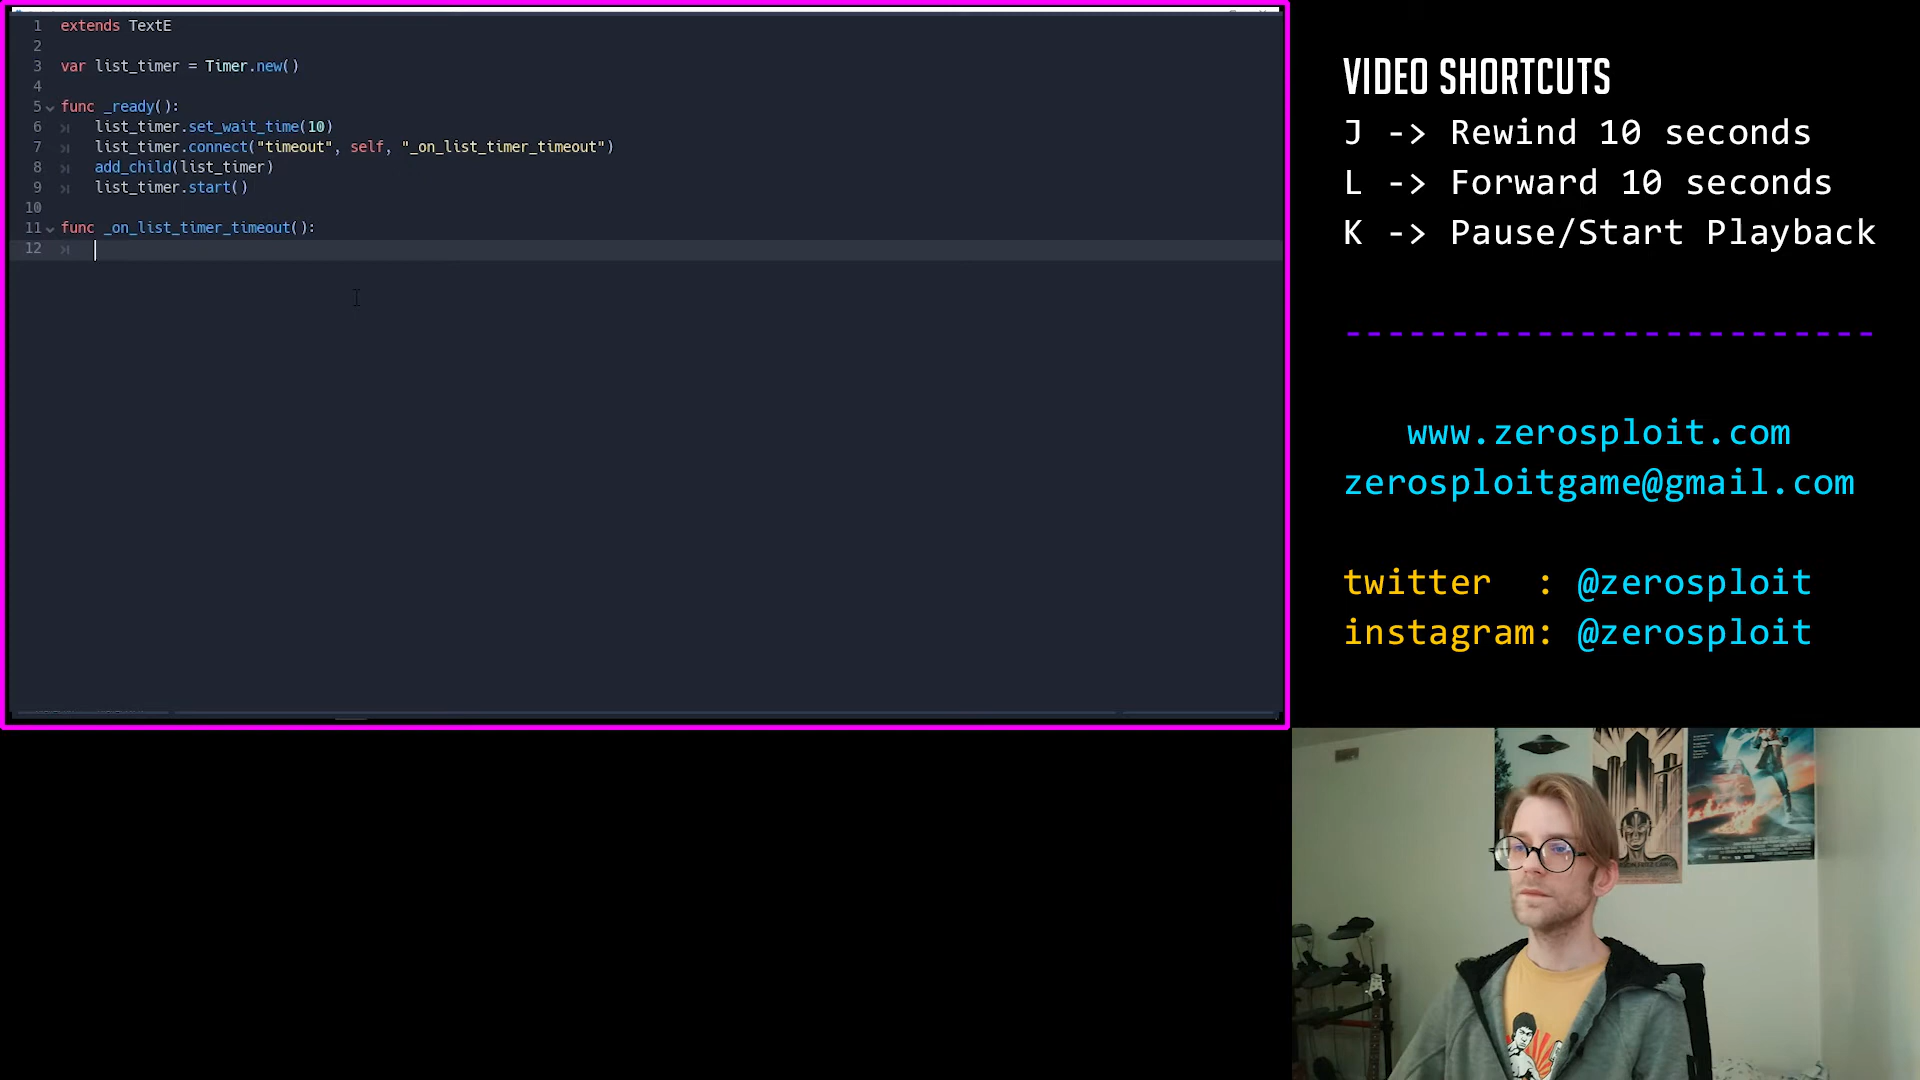 1 extends TextE
2
3 var list_timer = Timer.new()
4
5 func _ready():
6 list_timer.set_wait_time(10)
7 list_timer.connect("timeout", self, "_on_list_timer_timeout")
8 add_child(list_timer)
9 list_timer.start()
10
11 func _on_list_timer_timeout():
12
VIDEO SHORTCUTS
J -> Rewind 10 seconds
L -> Forward 10 seconds
K -> Pause/Start Playback
--------------------------
www.zerosploit.com
zerosploitgame@gmail.com
twitter : @zerosploit
instagram: @zerosploit